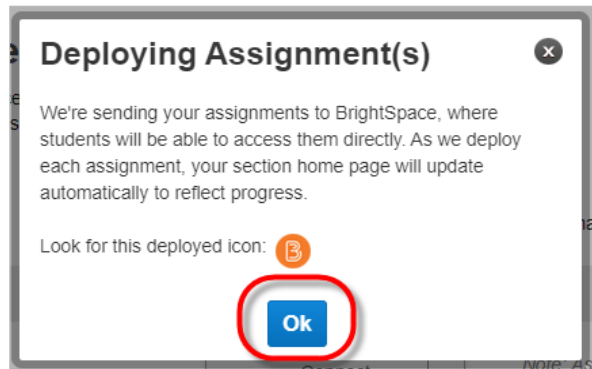 Deploying Assignment(s)
We're sending your assignments to BrightSpace, where
students will be able to access them directly. As we deploy
each assignment, your section home page will update
automatically to reflect progress.
Look for this deployed icon: B
Ok
Note: As